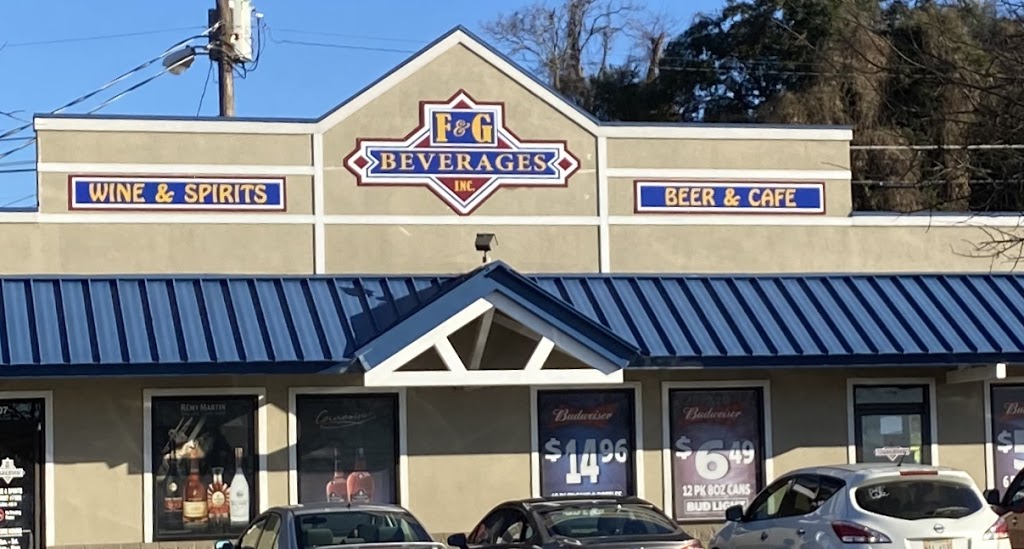 F & G
BEVERAGES
INC.
WINE & SPIRITS
BEER & CAFE
RÉMY MARTIN
Courvoisier
Budweiser
$14.96
Budweiser
$6.49
12 PK 8OZ CANS
BUD LIGHT